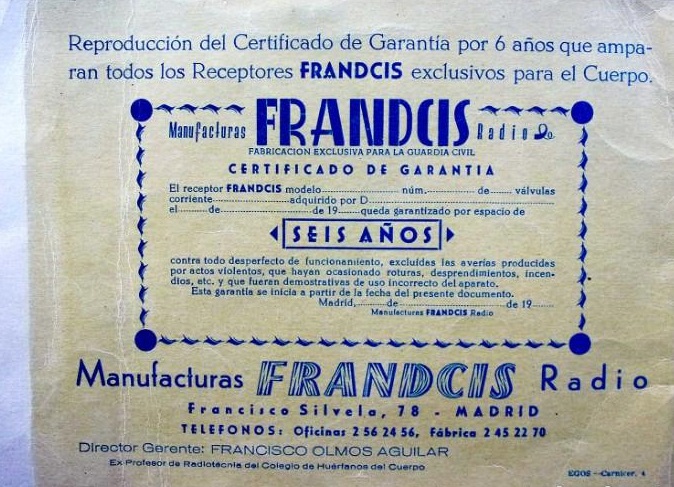 Reproducción del Certificado de Garantía por 6 años que ampa-
ran todos los Receptores FRANDCIS exclusivos para el Cuerpo.
Manufacturas FRANDCIS Radio
FABRICACION EXCLUSIVA PARA LA GUARDIA CIVIL
CERTIFICADO DE GARANTIA
El receptor FRANDCIS modelo.................... núm................ de....... válvulas
corriente....................adquirido por D........................................
el.......de........................de 19.......queda garantizado por espacio de
SEIS AÑOS
contra todo desperfecto de funcionamiento, excluídas las averías producidas
por actos violentos, que hayan ocasionado roturas, desprendimientos, incen-
dios, etc. y que fueran demostrativas de uso incorrecto del aparato.
Esta garantía se inicia a partir de la fecha del presente documento.
Madrid,........de....................de 19......
Manufactures FRANDCIS Radio
Manufacturas FRANDCIS Radio
Francisco Silvela, 78 - MADRID
TELEFONOS: Oficinas 2 56 24 56, Fábrica 2 45 22 70
Director Gerente: FRANCISCO OLMOS AGUILAR
Ex-Profesor de Radiotécnia del Colegio de Huérfanos del Cuerpo
EGOS -- Carnicer, 4